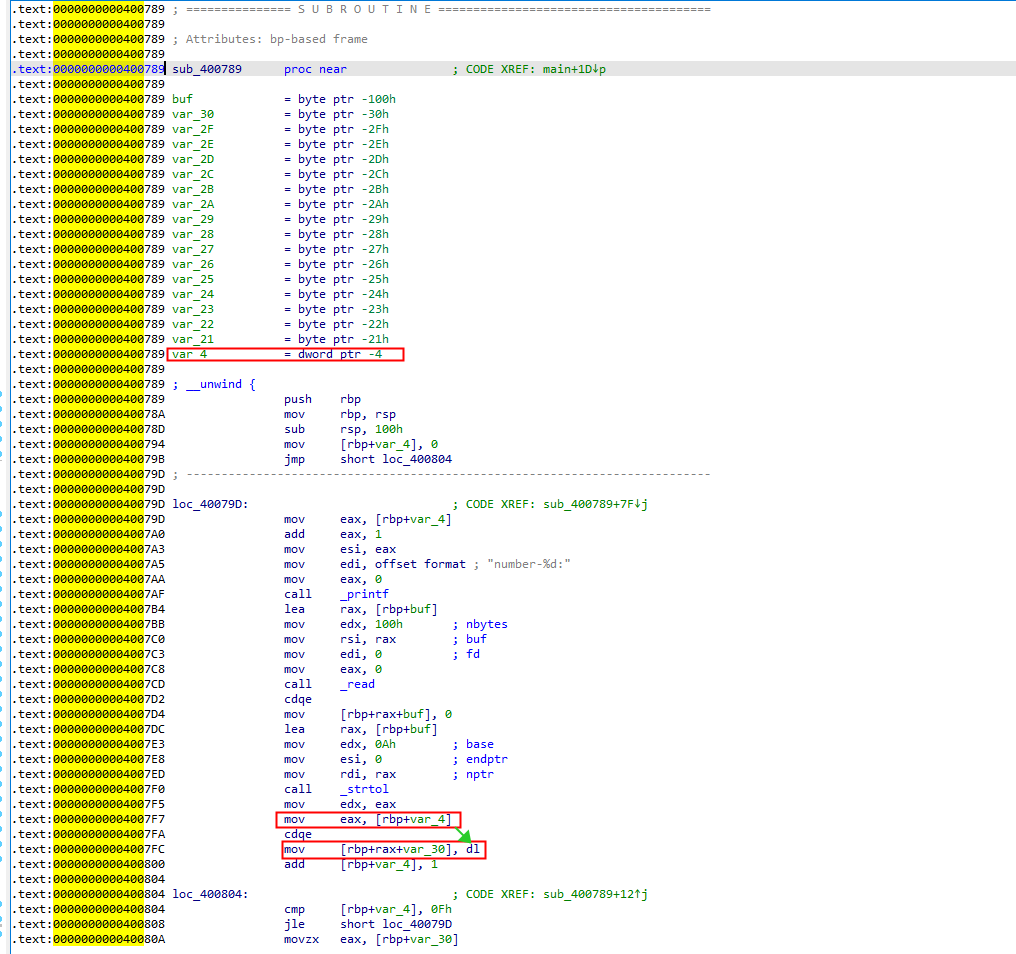 .text:0000000000400789 ; =============== S U B R O U T I N E =======================================
.text:0000000000400789
.text:0000000000400789 ; Attributes: bp-based frame
.text:0000000000400789
.text:0000000000400789 sub_400789 proc near ; CODE XREF: main+1D↓p
.text:0000000000400789
.text:0000000000400789 buf = byte ptr -100h
.text:0000000000400789 var_30 = byte ptr -30h
.text:0000000000400789 var_2F = byte ptr -2Fh
.text:0000000000400789 var_2E = byte ptr -2Eh
.text:0000000000400789 var_2D = byte ptr -2Dh
.text:0000000000400789 var_2C = byte ptr -2Ch
.text:0000000000400789 var_2B = byte ptr -2Bh
.text:0000000000400789 var_2A = byte ptr -2Ah
.text:0000000000400789 var_29 = byte ptr -29h
.text:0000000000400789 var_28 = byte ptr -28h
.text:0000000000400789 var_27 = byte ptr -27h
.text:0000000000400789 var_26 = byte ptr -26h
.text:0000000000400789 var_25 = byte ptr -25h
.text:0000000000400789 var_24 = byte ptr -24h
.text:0000000000400789 var_23 = byte ptr -23h
.text:0000000000400789 var_22 = byte ptr -22h
.text:0000000000400789 var_21 = byte ptr -21h
.text:0000000000400789 var_4 = dword ptr -4
.text:0000000000400789
.text:0000000000400789 ; __unwind {
.text:0000000000400789 push rbp
.text:000000000040078A mov rbp, rsp
.text:000000000040078D sub rsp, 100h
.text:0000000000400794 mov [rbp+var_4], 0
.text:000000000040079B jmp short loc_400804
.text:000000000040079D ; ---------------------------------------------------------------------------
.text:000000000040079D
.text:000000000040079D loc_40079D: ; CODE XREF: sub_400789+7F↓j
.text:000000000040079D mov eax, [rbp+var_4]
.text:00000000004007A0 add eax, 1
.text:00000000004007A3 mov esi, eax
.text:00000000004007A5 mov edi, offset format ; "number-%d:"
.text:00000000004007AA mov eax, 0
.text:00000000004007AF call _printf
.text:00000000004007B4 lea rax, [rbp+buf]
.text:00000000004007BB mov edx, 100h ; nbytes
.text:00000000004007C0 mov rsi, rax ; buf
.text:00000000004007C3 mov edi, 0 ; fd
.text:00000000004007C8 mov eax, 0
.text:00000000004007CD call _read
.text:00000000004007D2 cdqe
.text:00000000004007D4 mov [rbp+rax+buf], 0
.text:00000000004007DC lea rax, [rbp+buf]
.text:00000000004007E3 mov edx, 0Ah ; base
.text:00000000004007E8 mov esi, 0 ; endptr
.text:00000000004007ED mov rdi, rax ; nptr
.text:00000000004007F0 call _strtol
.text:00000000004007F5 mov edx, eax
.text:00000000004007F7 mov eax, [rbp+var_4]
.text:00000000004007FA cdqe
.text:00000000004007FC mov [rbp+rax+var_30], dl
.text:0000000000400800 add [rbp+var_4], 1
.text:0000000000400804
.text:0000000000400804 loc_400804: ; CODE XREF: sub_400789+12↑j
.text:0000000000400804 cmp [rbp+var_4], 0Fh
.text:0000000000400808 jle short loc_40079D
.text:000000000040080A movzx eax, [rbp+var_30]